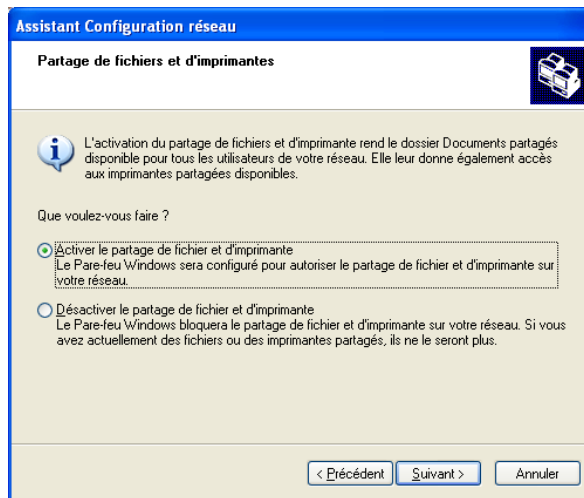 Assistant Configuration réseau
Partage de fichiers et d'imprimantes
L'activation du partage de fichiers et d'imprimante rend le dossier Documents partagés
disponible pour tous les utilisateurs de votre réseau. Elle leur donne également accès
aux imprimantes partagées disponibles.
Que voulez-vous faire ?
Activer le partage de fichier et d'imprimante
Le Pare-feu Windows sera configuré pour autoriser le partage de fichier et d'imprimante sur
votre réseau.
Désactiver le partage de fichier et d'imprimante
Le Pare-feu Windows bloquera le partage de fichier et d'imprimante sur votre réseau. Si vous
avez actuellement des fichiers ou des imprimantes partagés, ils ne le seront plus.
< Précédent Suivant > Annuler